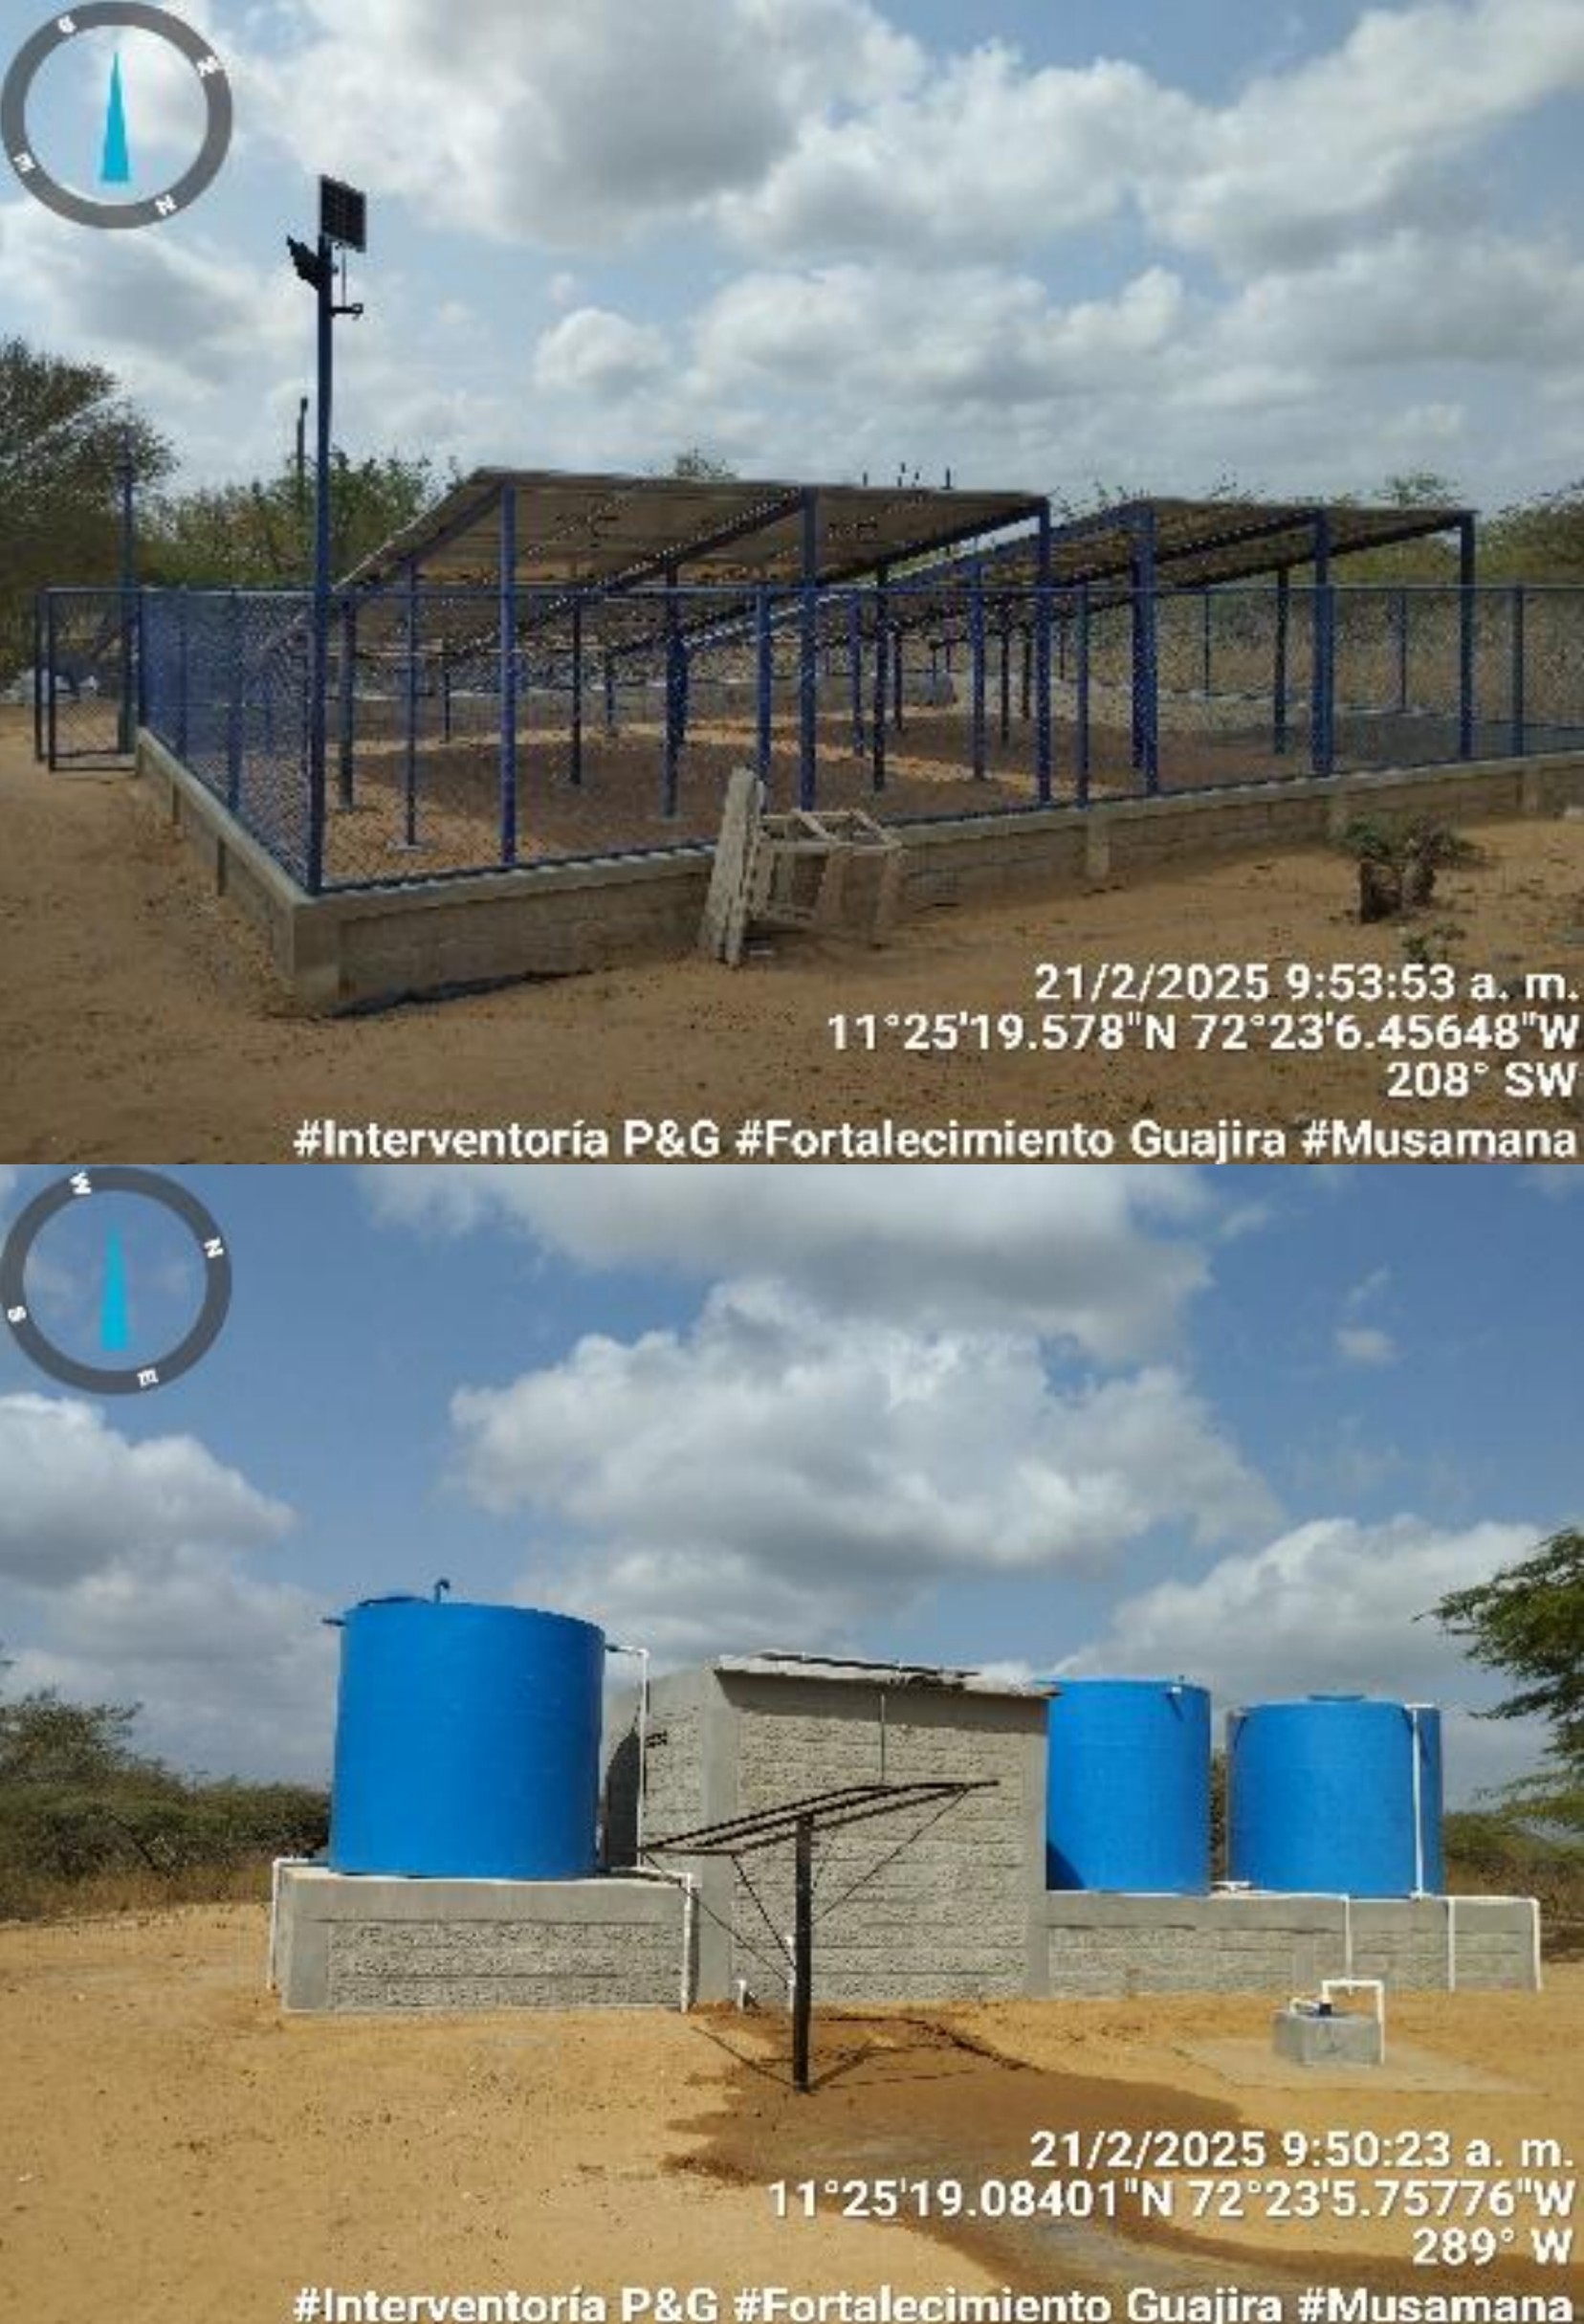 21/2/2025 9:53:53 a. m.
11°25'19.578"N 72°23'6.45648"W
208° SW
#Interventoría P&G #Fortalecimiento Guajira #Musamana
W
N
S
E
21/2/2025 9:50:23 a. m.
11°25'19.08401"N 72°23'5.75776"W
289° W
#Interventoría P&G #Fortalecimiento Guajira #Musamana